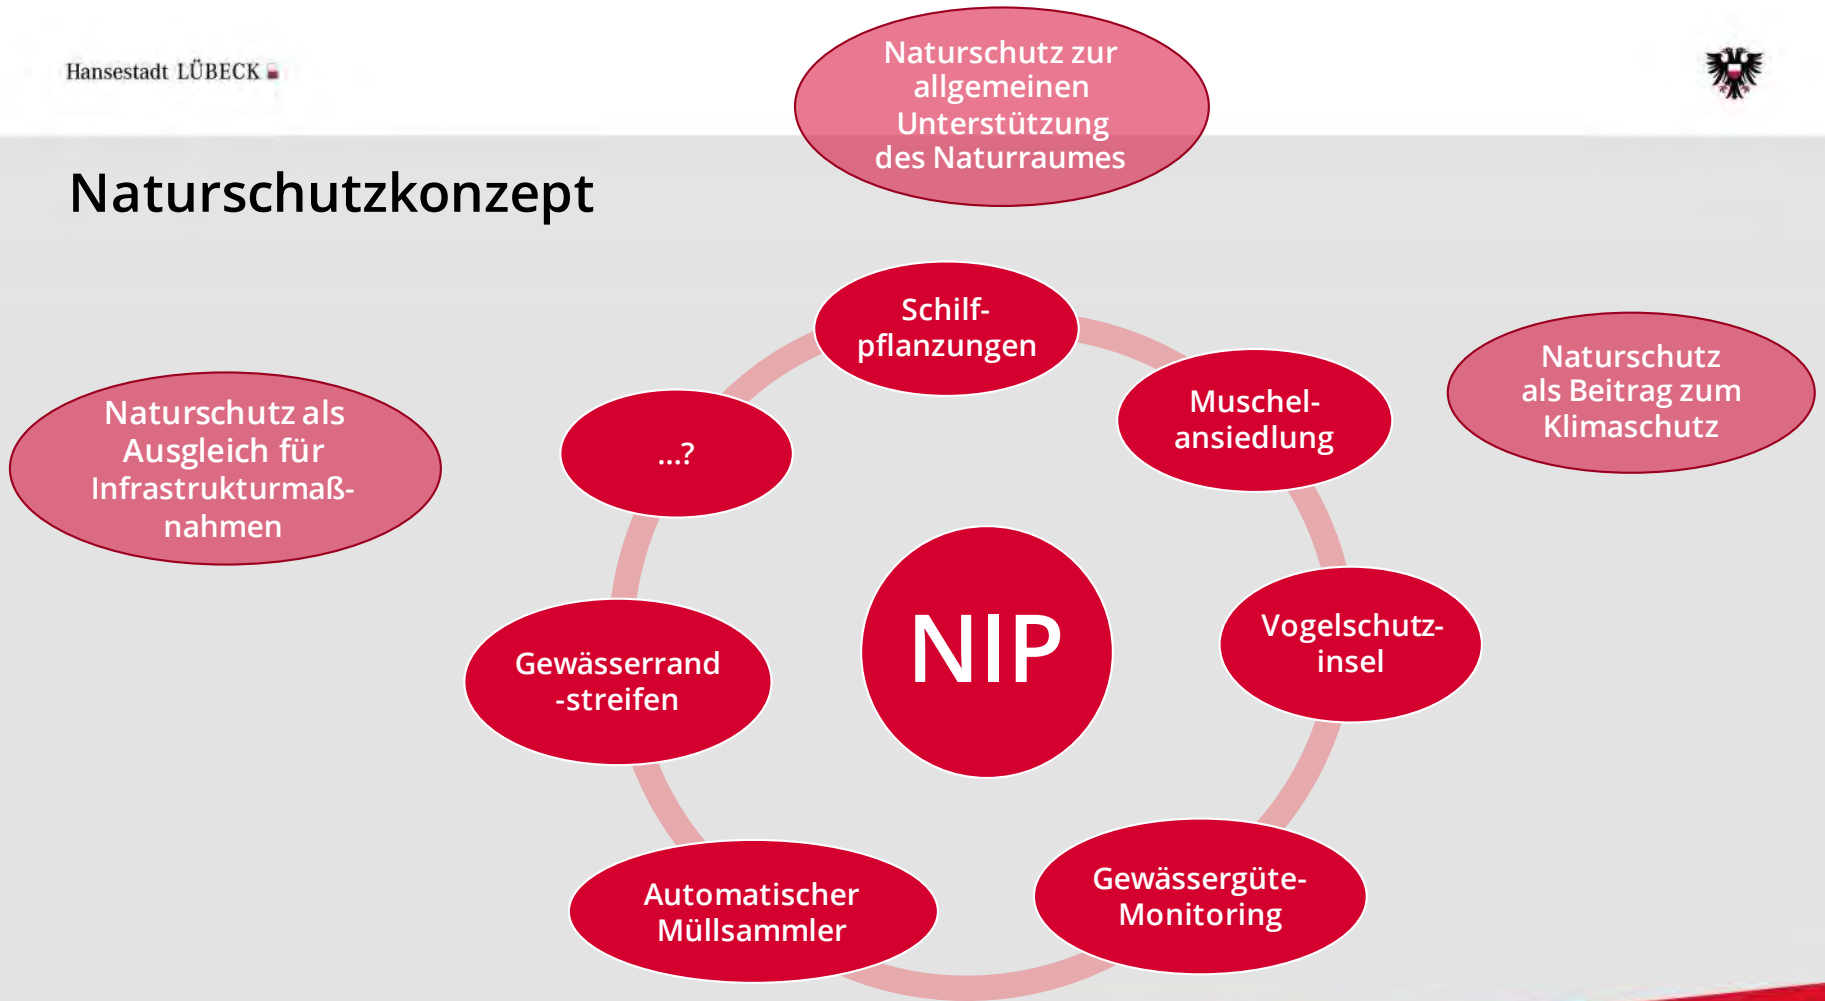 Hansestadt LÜBECK
Naturschutz zur
allgemeinen
Unterstützung
des Naturraumes
Naturschutzkonzept
Schilf-
pflanzungen
Muschel-
ansiedlung
Naturschutz
als Beitrag zum
Klimaschutz
Naturschutz als
Ausgleich für
Infrastrukturmaß-
nahmen
...?
Vogelschutz-
insel
NIP
Gewässerrand
-streifen
Gewässergüte-
Monitoring
Automatischer
Müllsammler